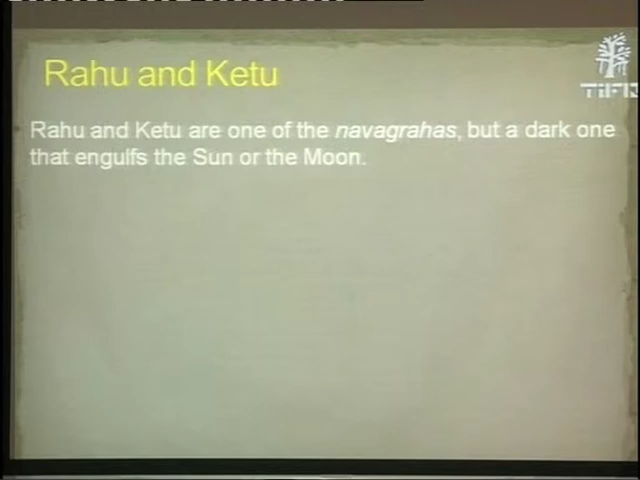 Rahu and Ketu
TIFR
Rahu and Ketu are one of the navagrahas, but a dark one
that engulfs the Sun or the Moon.